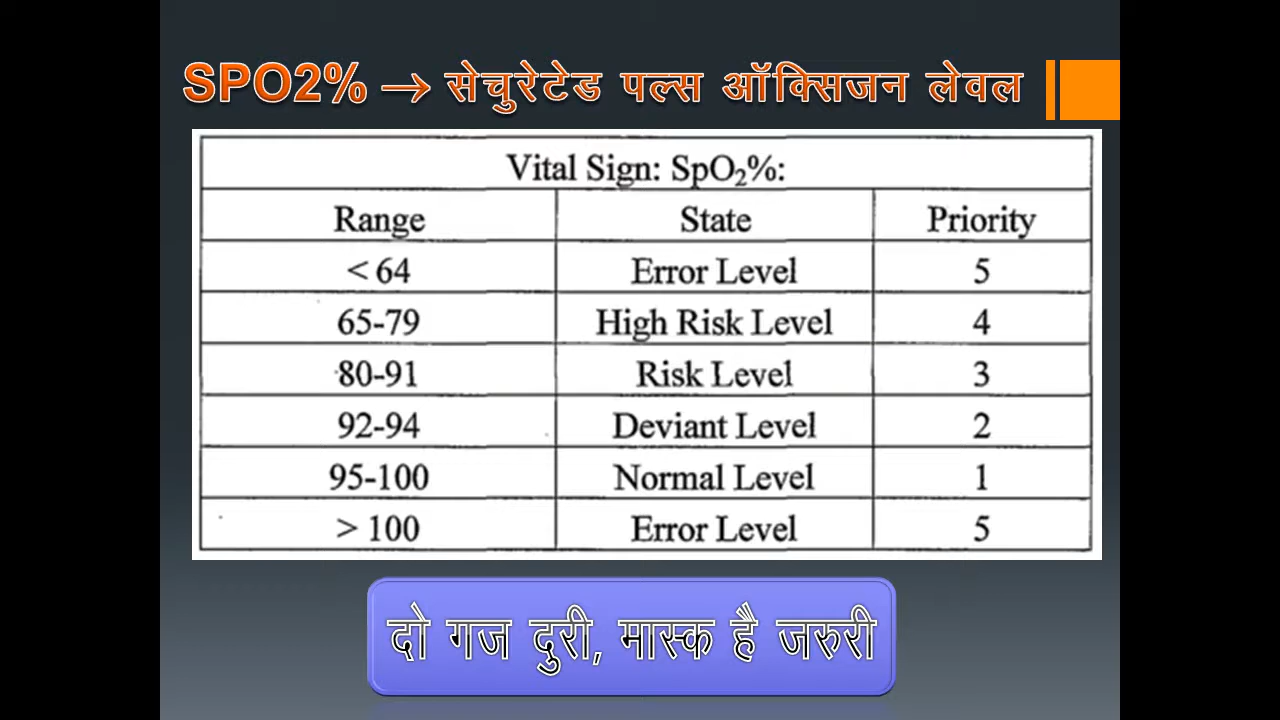 SPO2% → सेचुरेटेड पल्स ऑक्सिजन लेवल
Vital Sign: SpO₂%:
Range State Priority
< 64 Error Level 5
65-79 High Risk Level 4
80-91 Risk Level 3
92-94 Deviant Level 2
95-100 Normal Level 1
> 100 Error Level 5
दो गज दुरी, मास्क है जरुरी